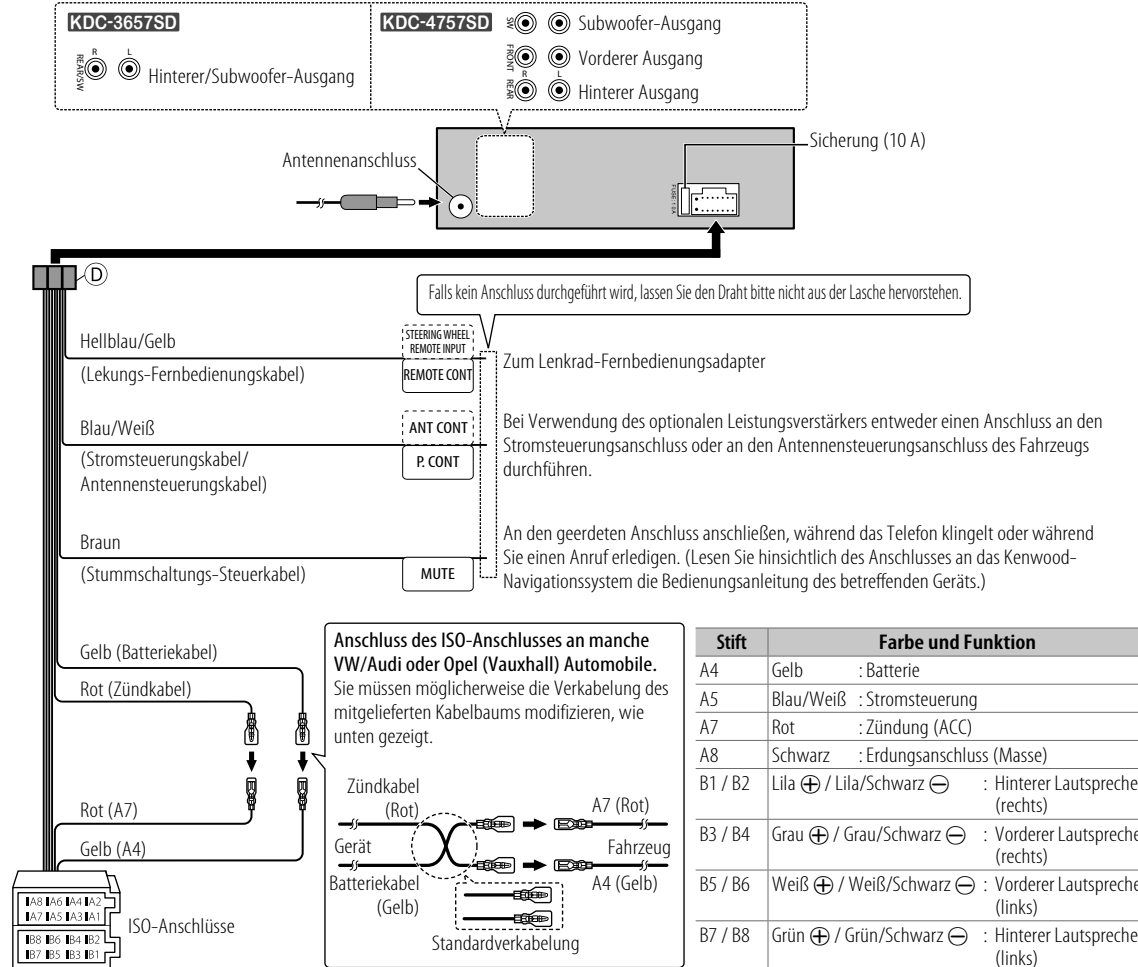 KDC-3657SD
R L
REAR/SW
Hinterer/Subwoofer-Ausgang
KDC-4757SD
SW
Subwoofer-Ausgang
FRONT
Vorderer Ausgang
R L
REAR
Hinterer Ausgang
Antennenanschluss
Sicherung (10 A)
D
Falls kein Anschluss durchgeführt wird, lassen Sie den Draht bitte nicht aus der Lasche hervorstehen.
Hellblau/Gelb
(Lekungs-Fernbedienungskabel)
STEERING WHEEL
REMOTE INPUT
REMOTE CONT
Zum Lenkrad-Fernbedienungsadapter
Blau/Weiß
(Stromsteuerungskabel/
Antennensteuerungskabel)
ANT CONT
P. CONT
Bei Verwendung des optionalen Leistungsverstärkers entweder einen Anschluss an den
Stromsteuerungsanschluss oder an den Antennensteuerungsanschluss des Fahrzeugs
durchführen.
Braun
(Stummschaltungs-Steuerkabel)
MUTE
An den geerdeten Anschluss anschließen, während das Telefon klingelt oder während
Sie einen Anruf erledigen. (Lesen Sie hinsichtlich des Anschlusses an das Kenwood-
Navigationssystem die Bedienungsanleitung des betreffenden Geräts.)
Gelb (Batteriekabel)
Rot (Zündkabel)
Rot (A7)
Gelb (A4)
A8 A6 A4 A2
A7 A5 A3 A1
B8 B6 B4 B2
B7 B5 B3 B1
ISO-Anschlüsse
Anschluss des ISO-Anschlusses an manche
VW/Audi oder Opel (Vauxhall) Automobile.
Sie müssen möglicherweise die Verkabelung des
mitgelieferten Kabelbaums modifizieren, wie
unten gezeigt.
Zündkabel
(Rot)
A7 (Rot)
Gerät
Fahrzeug
Batteriekabel
(Gelb)
A4 (Gelb)
Standardverkabelung
Stift Farbe und Funktion
A4 Gelb : Batterie
A5 Blau/Weiß : Stromsteuerung
A7 Rot : Zündung (ACC)
A8 Schwarz : Erdungsanschluss (Masse)
B1 / B2 Lila ⊕ / Lila/Schwarz ⊖ : Hinterer Lautspreche
(rechts)
B3 / B4 Grau ⊕ / Grau/Schwarz ⊖ : Vorderer Lautspreche
(rechts)
B5 / B6 Weiß ⊕ / Weiß/Schwarz ⊖ : Vorderer Lautspreche
(links)
B7 / B8 Grün ⊕ / Grün/Schwarz ⊖ : Hinterer Lautspreche
(links)